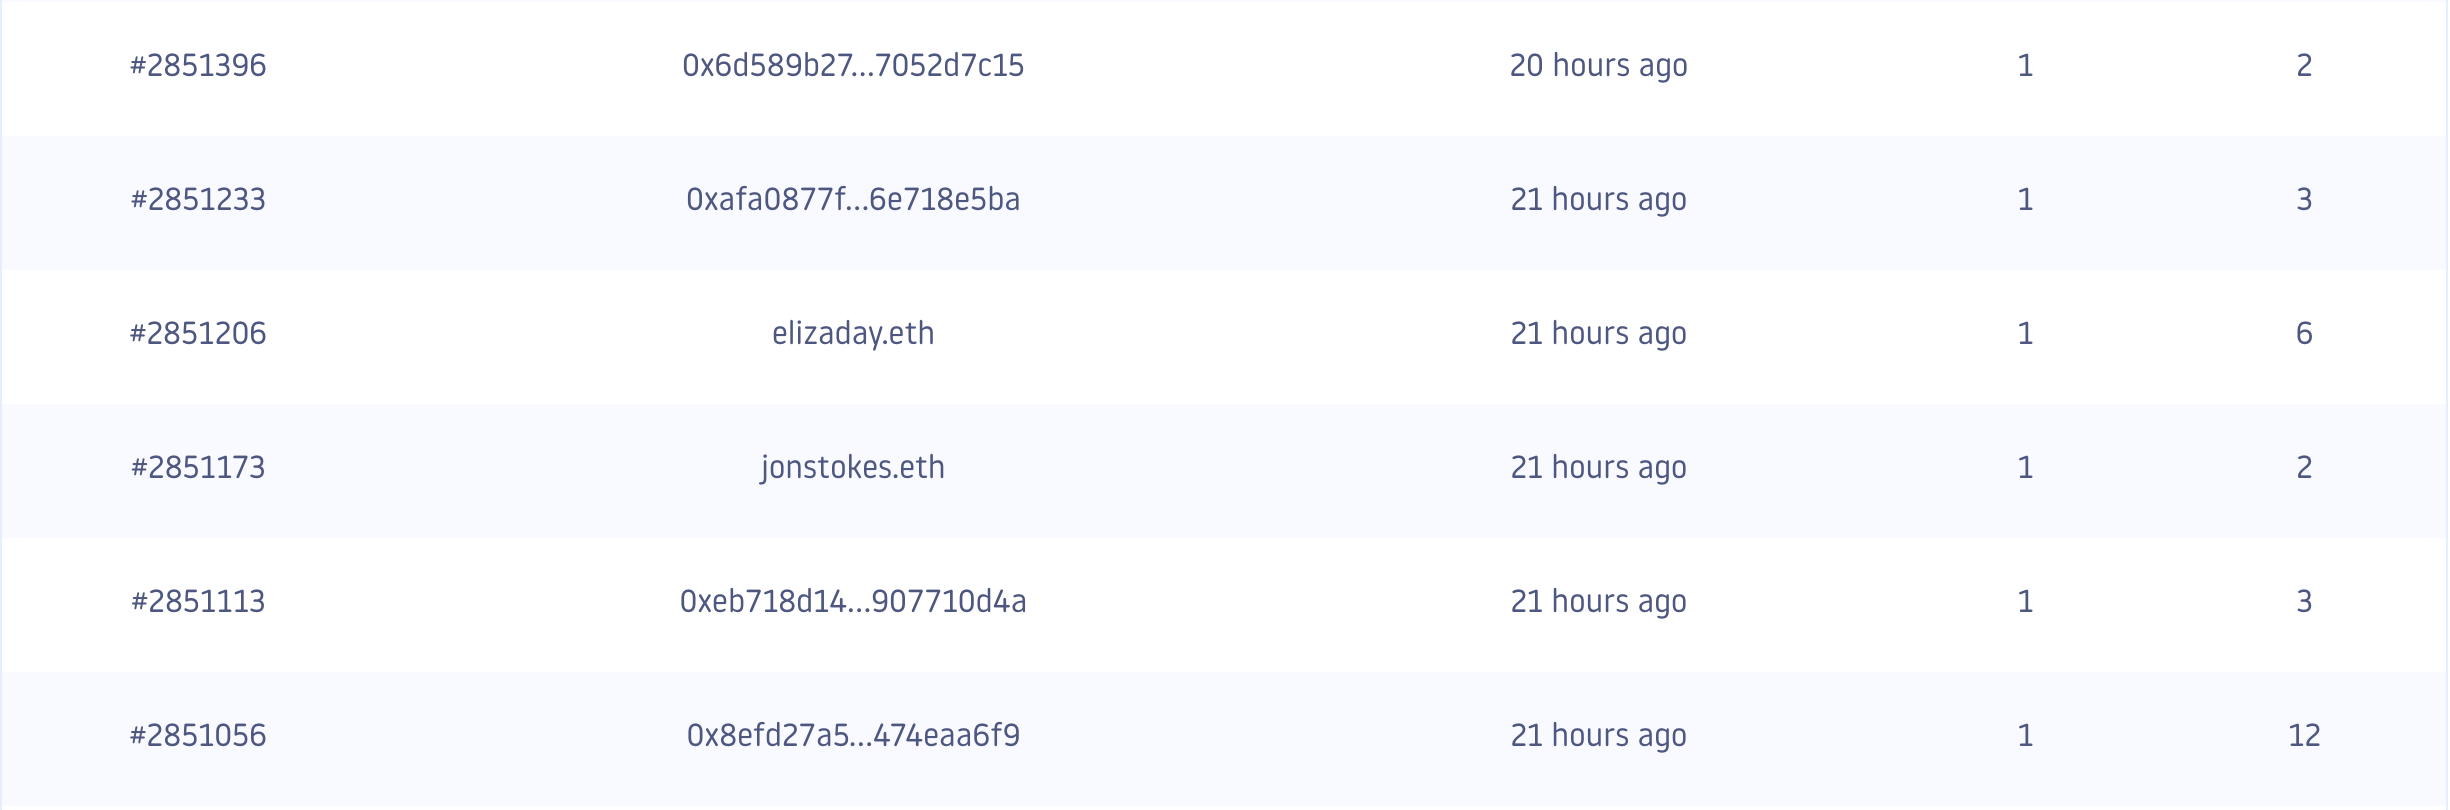 #2851396 0x6d589b27...7052d7c15 20 hours ago 1 2
#2851233 0xafa0877f...6e718e5ba 21 hours ago 1 3
#2851206 elizaday.eth 21 hours ago 1 6
#2851173 jonstokes.eth 21 hours ago 1 2
#2851113 0xeb718d14...907710d4a 21 hours ago 1 3
#2851056 0x8efd27a5...474eaa6f9 21 hours ago 1 12